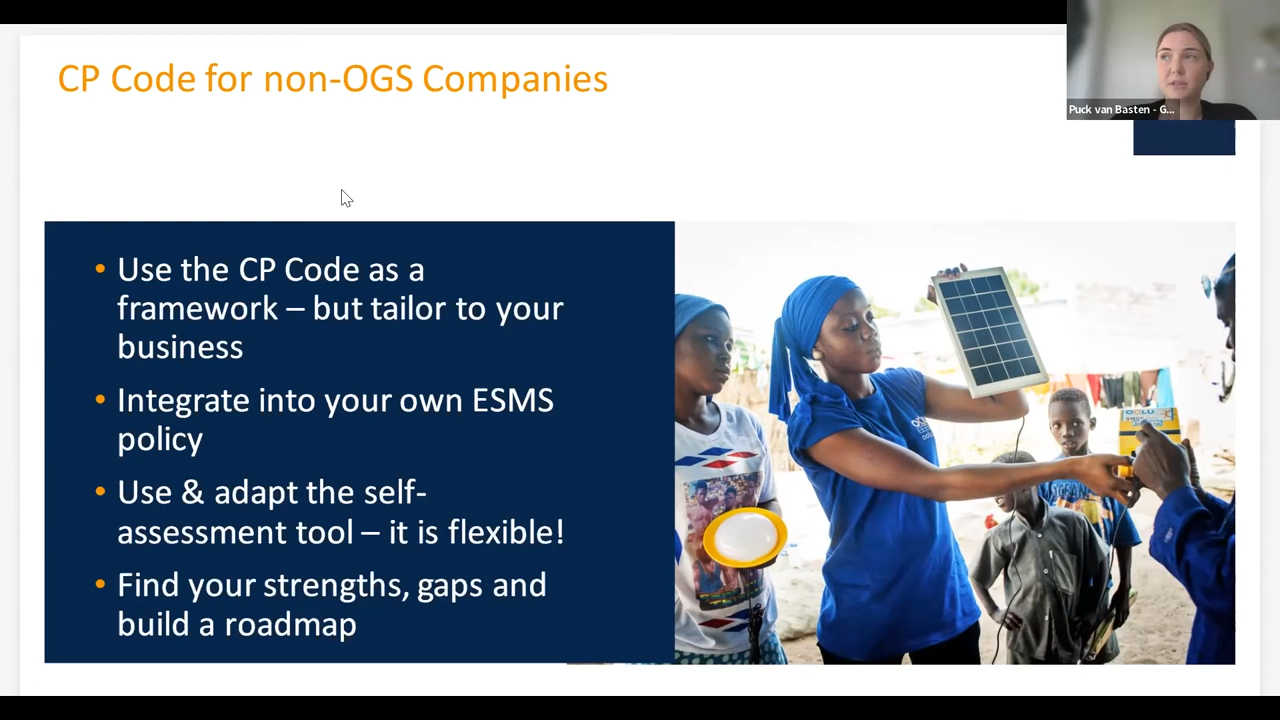 CP Code for non-OGS Companies
Puck van Basten - G...
• Use the CP Code as a
framework – but tailor to your
business
• Integrate into your own ESMS
policy
• Use & adapt the self-
assessment tool – it is flexible!
• Find your strengths, gaps and
build a roadmap
OOLU